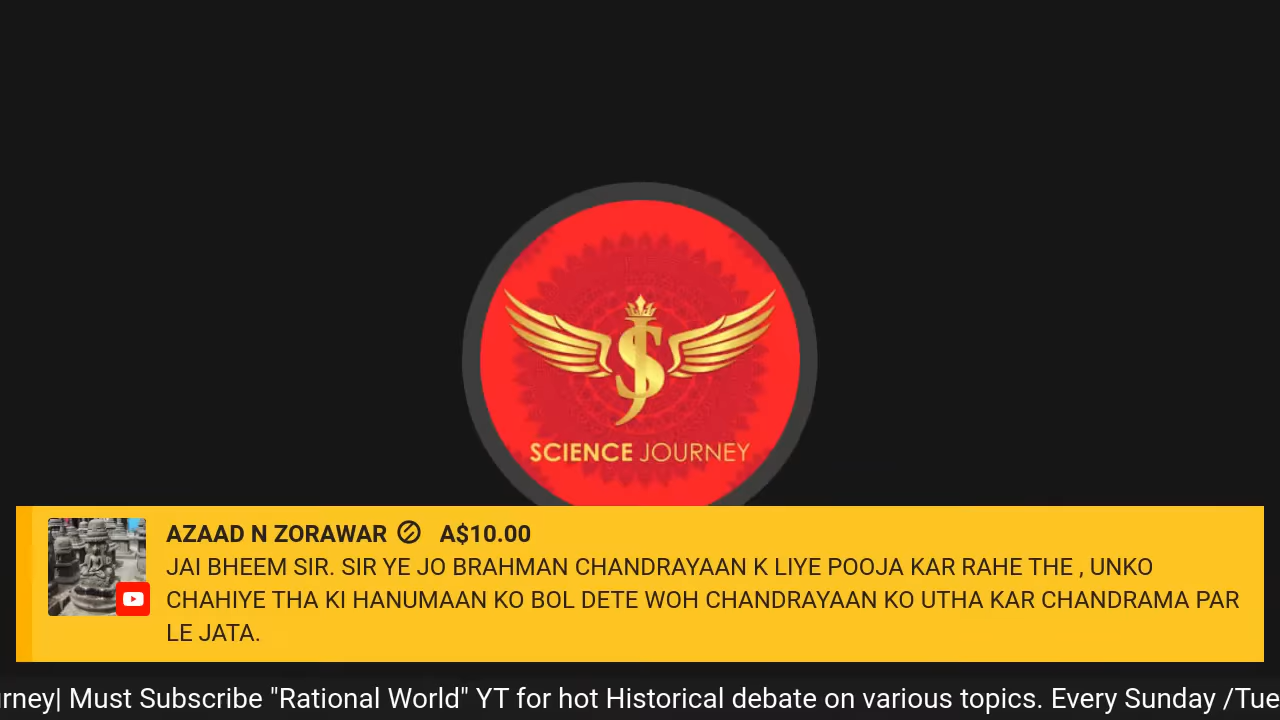 SCIENCE JOURNEY
AZAAD N ZORAWAR A$10.00
JAI BHEEM SIR. SIR YE JO BRAHMAN CHANDRAYAAN K LIYE POOJA KAR RAHE THE , UNKO
CHAHIYE THA KI HANUMAAN KO BOL DETE WOH CHANDRAYAAN KO UTHA KAR CHANDRAMA PAR
LE JATA.
urney| Must Subscribe "Rational World" YT for hot Historical debate on various topics. Every Sunday /Tue